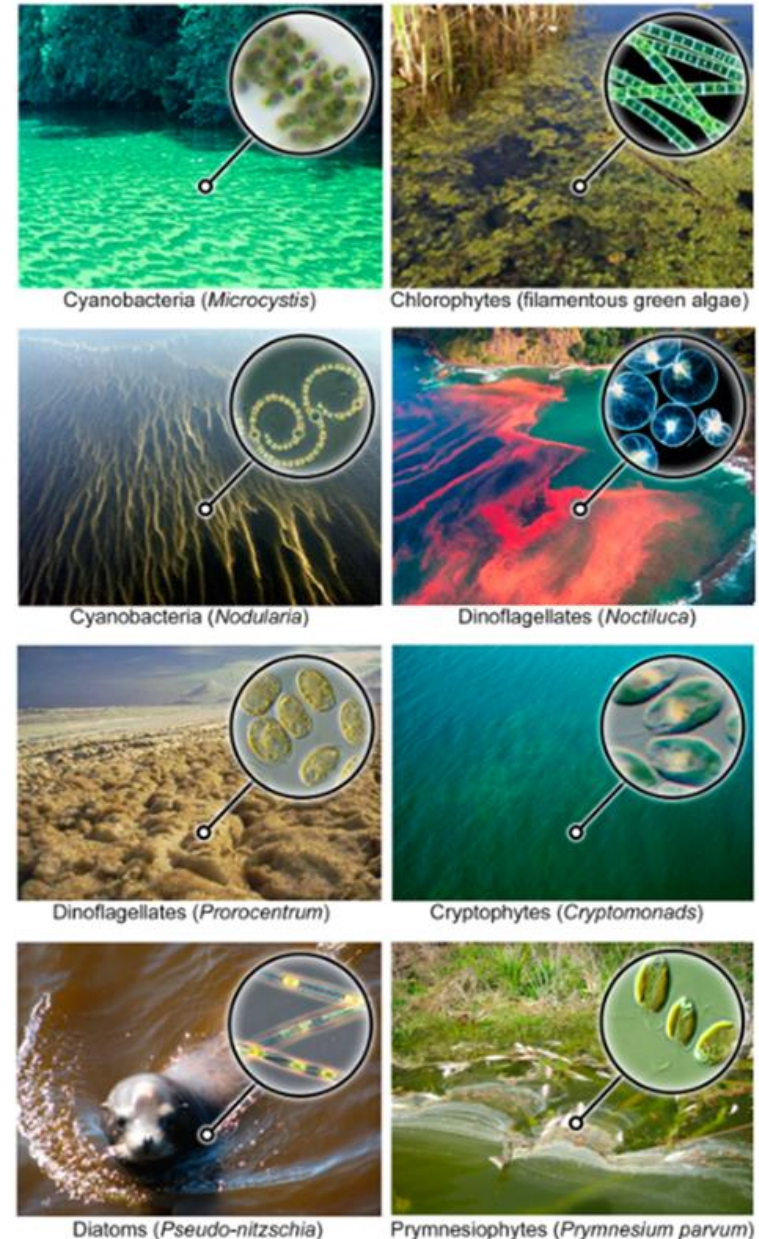 Cyanobacteria (Microcystis)
Chlorophytes (filamentous green algae)
Cyanobacteria (Nodularia)
Dinoflagellates (Noctiluca)
Dinoflagellates (Prorocentrum)
Cryptophytes (Cryptomonads)
Diatoms (Pseudo-nitzschia)
Prymnesiophytes (Prymnesium parvum)